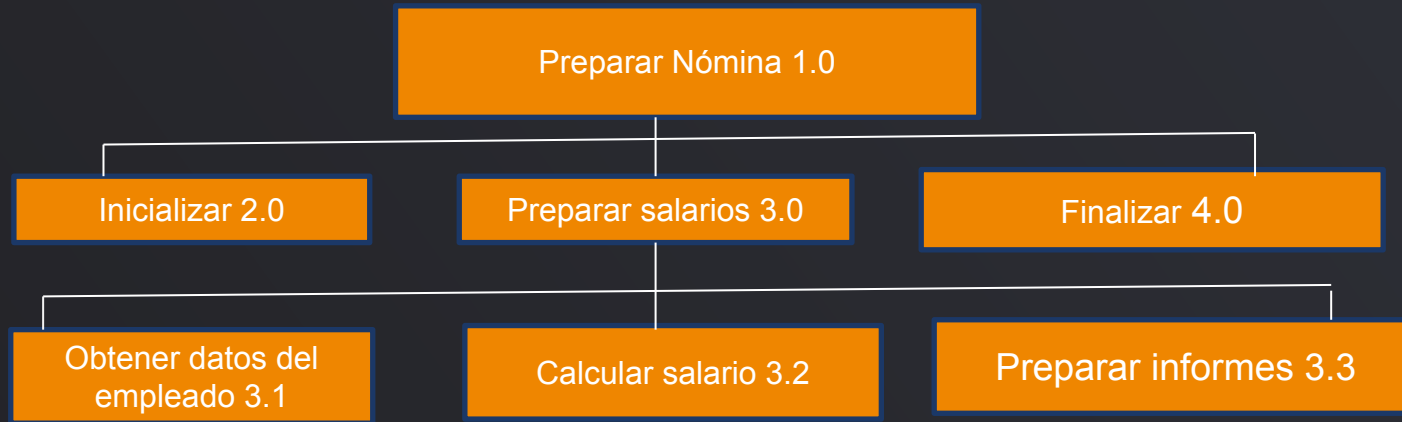 Preparar Nómina 1.0
Inicializar 2.0
Preparar salarios 3.0
Finalizar 4.0
Obtener datos del
empleado 3.1
Calcular salario 3.2
Preparar informes 3.3